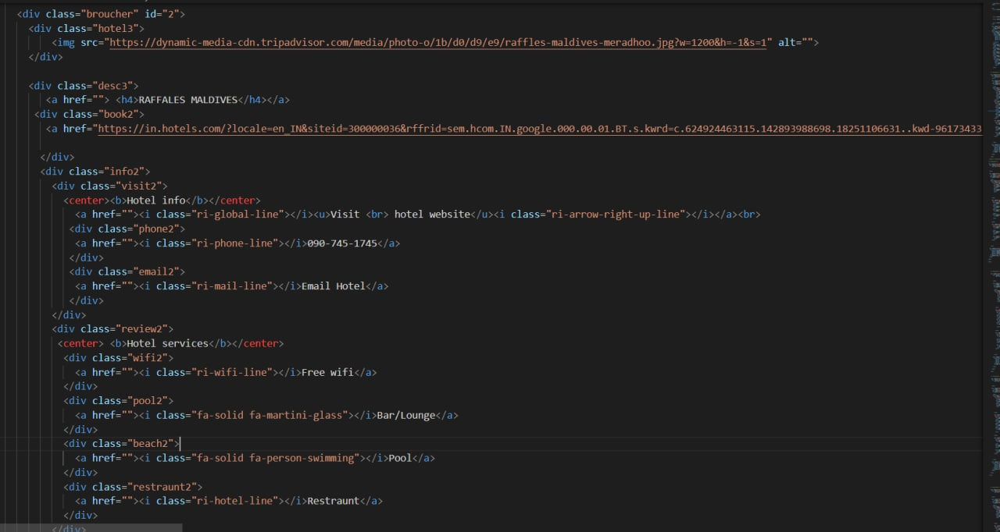 <div class="broucher" id="2">
<div class="hotel3">
<img src="https://dynamic-media-cdn.tripadvisor.com/media/photo-o/1b/d0/d9/e9/raffles-maldives-meradhoo.jpg?w=1200&h=-1&s=1" alt="">
</div>
<div class="desc3">
<a href=""> <h4>RAFFALES MALDIVES</h4></a>
<div class="book2">
<a href="https://in.hotels.com/?locale=en_IN&siteid=300000036&rffrid=sem.hcom.IN.google.000.00.01.BT.s.kwrd=c.624924463115.142893988698.18251106631..kwd-96173433
</div>
<div class="info2">
<div class="visit2">
<center><b>Hotel info</b></center>
<a href=""><i class="ri-global-line"></i><u>Visit <br> hotel website</u><i class="ri-arrow-right-up-line"></i></a><br>
<div class="phone2">
<a href=""><i class="ri-phone-line"></i>090-745-1745</a>
</div>
<div class="email2">
<a href=""><i class="ri-mail-line"></i>Email Hotel</a>
</div>
</div>
<div class="review2">
<center> <b>Hotel services</b></center>
<div class="wifi2">
<a href=""><i class="ri-wifi-line"></i>Free wifi</a>
</div>
<div class="pool2">
<a href=""><i class="fa-solid fa-martini-glass"></i>Bar/Lounge</a>
</div>
<div class="beach2">
<a href=""><i class="fa-solid fa-person-swimming"></i>Pool</a>
</div>
<div class="restraunt2">
<a href=""><i class="ri-hotel-line"></i>Restraunt</a>
</div>
</div>